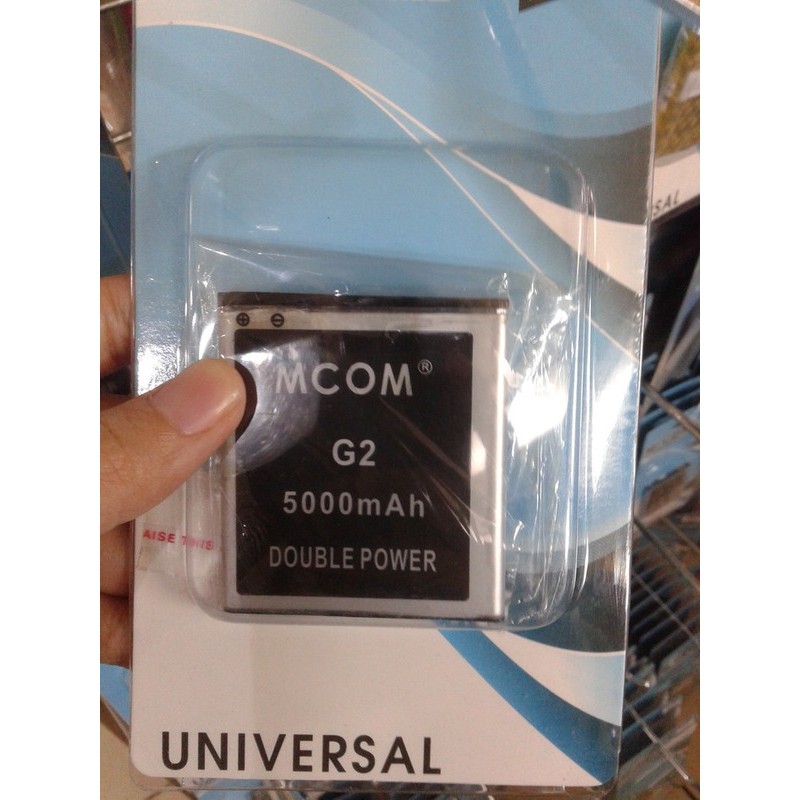 MCOM®
G2
5000mAh
DOUBLE POWER
UNIVERSAL